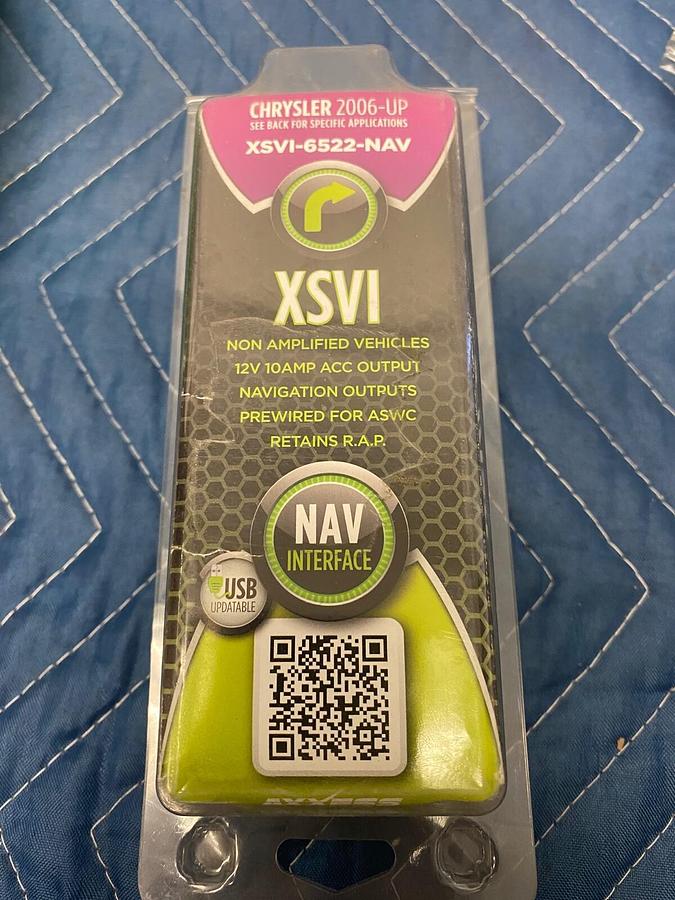 CHRYSLER 2006-UP
SEE BACK FOR SPECIFIC APPLICATIONS
XSVI-6522-NAV
XSVI
NON AMPLIFIED VEHICLES
12V 10AMP ACC OUTPUT
NAVIGATION OUTPUTS
PREWIRED FOR ASWC
RETAINS R.A.P.
NAV
INTERFACE
USB
UPDATABLE
AXXESS